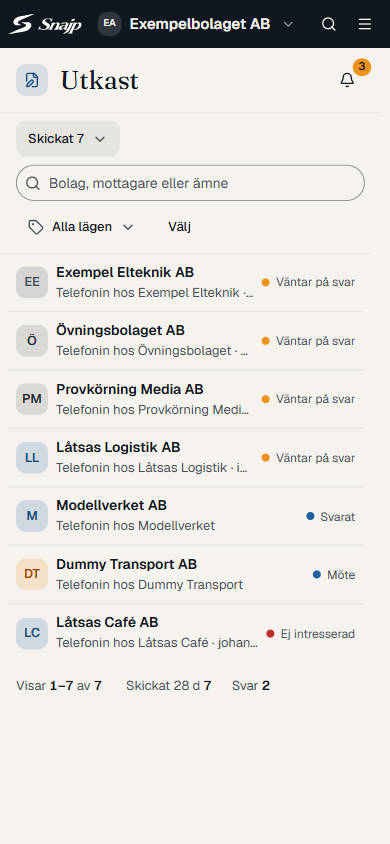 Snajp
EA Exempelbolaget AB
Utkast
3
Skickat 7
Bolag, mottagare eller ämne
Alla lägen
Välj
EE
Exempel Elteknik AB
Telefonin hos Exempel Elteknik ·...
Väntar på svar
Ö
Övningsbolaget AB
Telefonin hos Övningsbolaget · ...
Väntar på svar
PM
Provkörning Media AB
Telefonin hos Provkörning Medi...
Väntar på svar
LL
Låtsas Logistik AB
Telefonin hos Låtsas Logistik · i...
Väntar på svar
M
Modellverket AB
Telefonin hos Modellverket
Svarat
DT
Dummy Transport AB
Telefonin hos Dummy Transport
Möte
LC
Låtsas Café AB
Telefonin hos Låtsas Café · johan...
Ej intresserad
Visar 1–7 av 7 Skickat 28 d 7 Svar 2